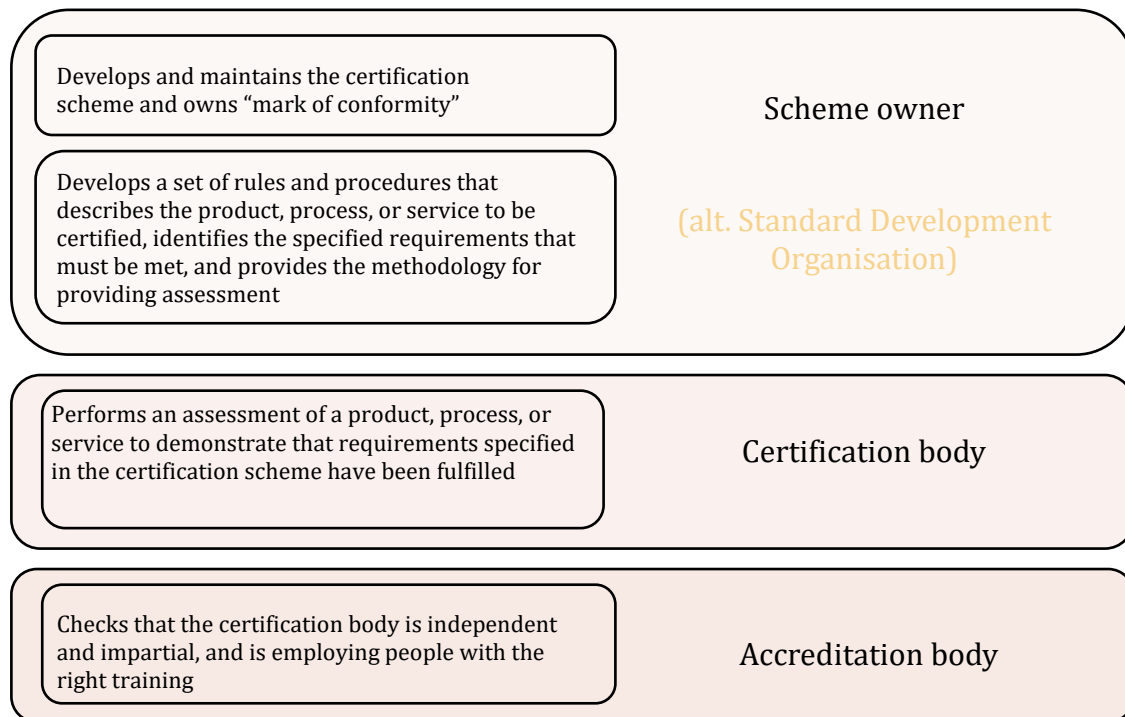 Develops and maintains the certification
scheme and owns “mark of conformity”
Scheme owner
Develops a set of rules and procedures that
describes the product, process, or service to be
certified, identifies the specified requirements that
must be met, and provides the methodology for
providing assessment
(alt. Standard Development
Organisation)
Performs an assessment of a product, process, or
service to demonstrate that requirements specified
in the certification scheme have been fulfilled
Certification body
Checks that the certification body is independent
and impartial, and is employing people with the
right training
Accreditation body